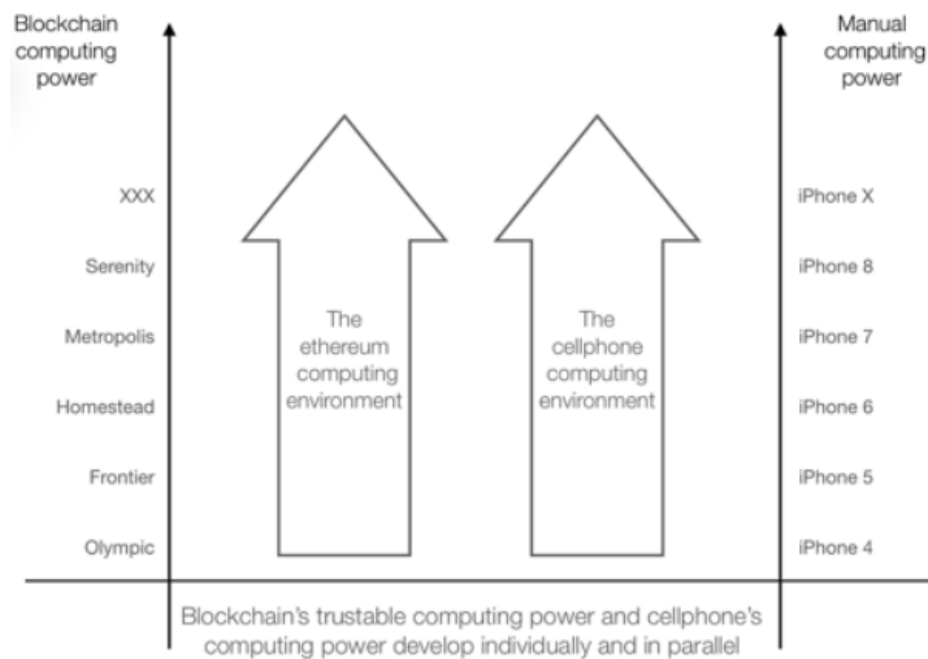 Blockchain
computing
power
Manual
computing
power
XXX
iPhone X
Serenity
iPhone 8
The
ethereum
computing
environment
The
cellphone
computing
environment
Metropolis
iPhone 7
Homestead
iPhone 6
Frontier
iPhone 5
Olympic
iPhone 4
Blockchain's trustable computing power and cellphone's
computing power develop individually and in parallel